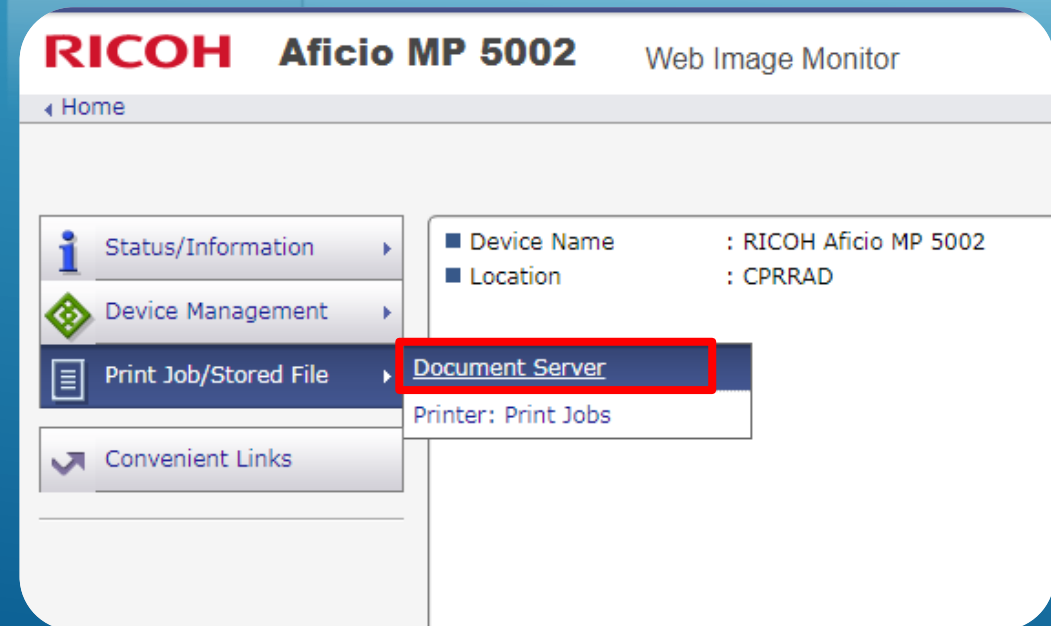 RICOH Aficio MP 5002 Web Image Monitor
Home
Status/Information
Device Management
Print Job/Stored File
Convenient Links
Document Server
Printer: Print Jobs
Device Name : RICOH Aficio MP 5002
Location : CPRRAD